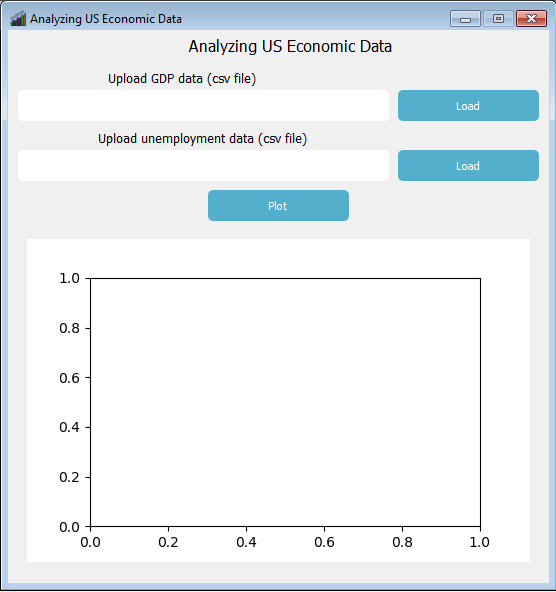 Analyzing US Economic Data
Analyzing US Economic Data
Upload GDP data (csv file)
Load
Upload unemployment data (csv file)
Load
Plot
1.0
0.8
0.6
0.4
0.2
0.0
0.0 0.2 0.4 0.6 0.8 1.0